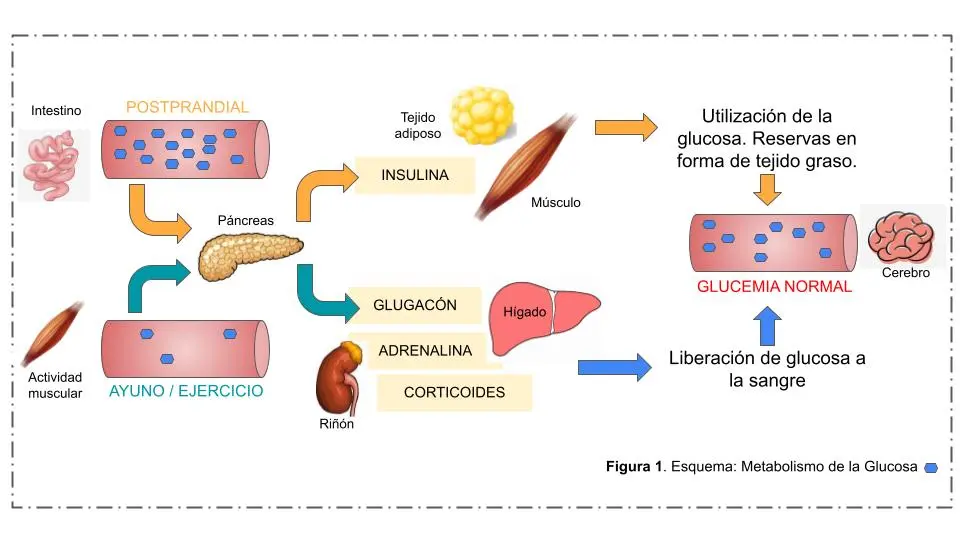 Intestino
POSTPRANDIAL
Páncreas
Actividad
muscular
AYUNO / EJERCICIO
Tejido
adiposo
INSULINA
Músculo
GLUGACÓN
Hígado
ADRENALINA
CORTICOIDES
Riñón
Utilización de la
glucosa. Reservas en
forma de tejido graso.
Cerebro
GLUCEMIA NORMAL
Liberación de glucosa a
la sangre
Figura 1. Esquema: Metabolismo de la Glucosa